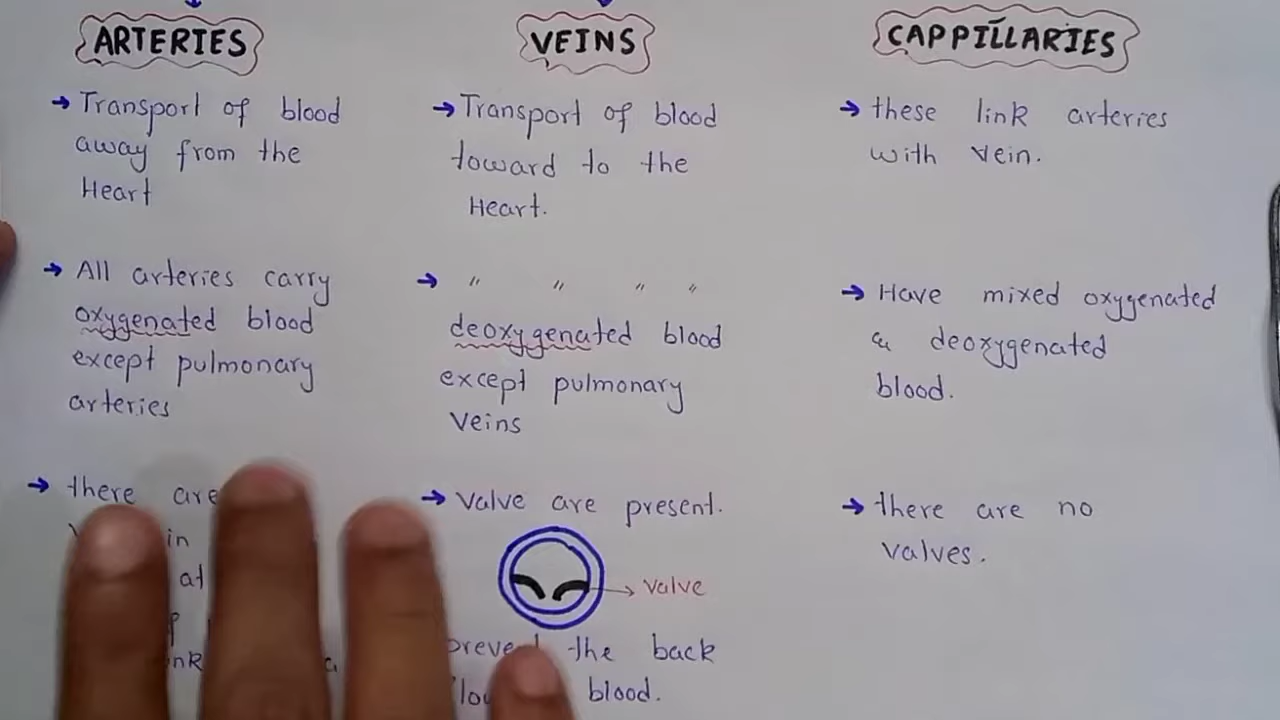 ARTERIES
→ Transport of blood
away from the
Heart
→ All arteries carry
oxygenated blood
except pulmonary
arteries
→ there are
in
at
VEINS
→ Transport of blood
toward to the
Heart.
→ " " " "
deoxygenated blood
except pulmonary
Veins
→ Valve are present.
→ valve
the back
blood.
CAPPILLARIES
→ these link arteries
with vein.
→ Have mixed oxygenated
& deoxygenated
blood.
→ there are no
valves.